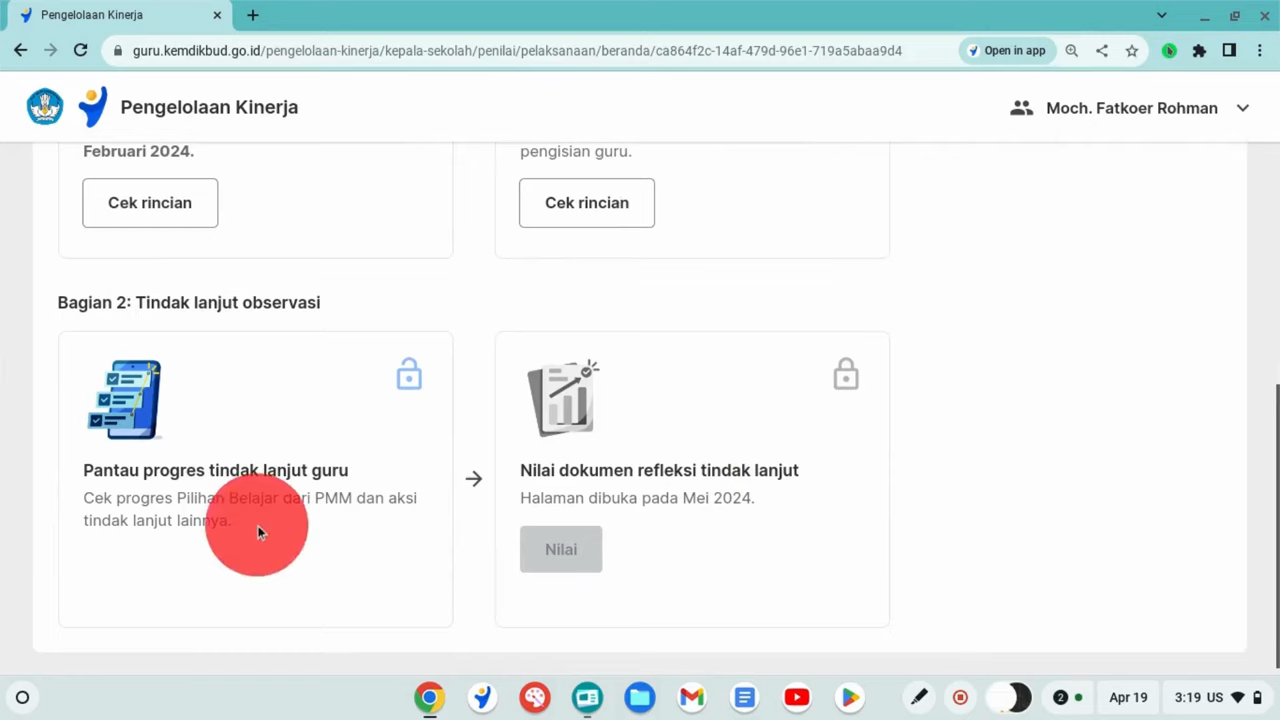 Pengelolaan Kinerja
guru.kemdikbud.go.id/pengelolaan-kinerja/kepala-sekolah/penilai/pelaksanaan/beranda/ca864f2c-14af-479d-96e1-719a5abaa9d4
Open in app
Pengelolaan Kinerja
Moch. Fatkoer Rohman
Februari 2024.
Cek rincian
pengisian guru.
Cek rincian
Bagian 2: Tindak lanjut observasi
Pantau progres tindak lanjut guru
Cek progres Pilihan Belajar dari PMM dan aksi
tindak lanjut lainnya.
Nilai dokumen refleksi tindak lanjut
Halaman dibuka pada Mei 2024.
Nilai
2
Apr 19
3:19 US